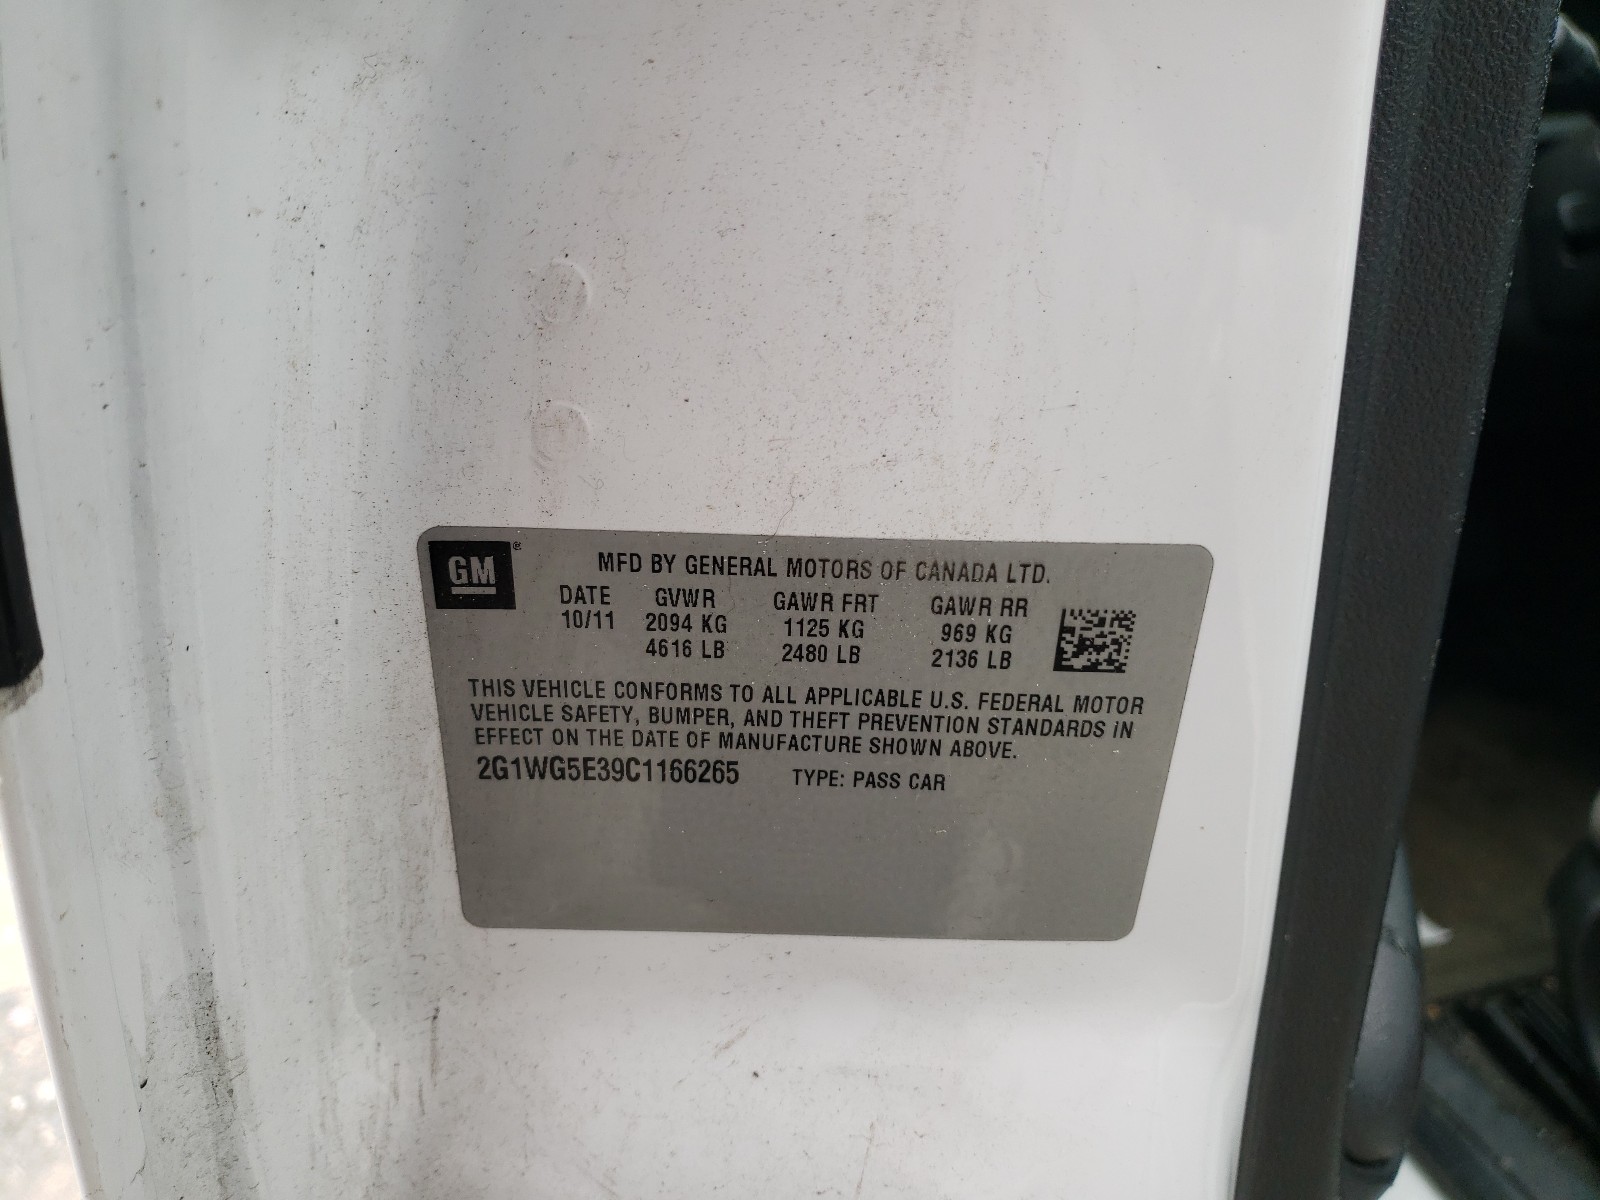 GM®
MFD BY GENERAL MOTORS OF CANADA LTD.
DATE GVWR GAWR FRT GAWR RR
10/11 2094 KG 1125 KG 969 KG
4616 LB 2480 LB 2136 LB
THIS VEHICLE CONFORMS TO ALL APPLICABLE U.S. FEDERAL MOTOR
VEHICLE SAFETY, BUMPER, AND THEFT PREVENTION STANDARDS IN
EFFECT ON THE DATE OF MANUFACTURE SHOWN ABOVE.
2G1WG5E39C1166265 TYPE: PASS CAR